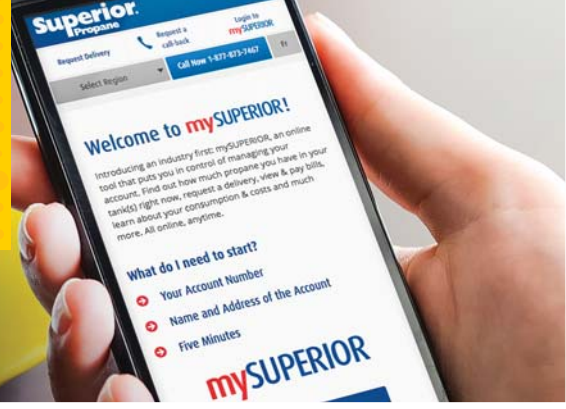 Superior
Propane
Request Delivery
Request a
call-back
Login to
mySUPERIOR
Select Region
Call Now 1-877-873-7467
Fr
Welcome to mySUPERIOR!
Introducing an industry first: mySUPERIOR, an online
tool that puts you in control of managing your
account. Find out how much propane you have in your
tank(s) right now, request a delivery, view & pay bills,
learn about your consumption & costs and much
more. All online, anytime.
What do I need to start?
Your Account Number
Name and Address of the Account
Five Minutes
mySUPERIOR